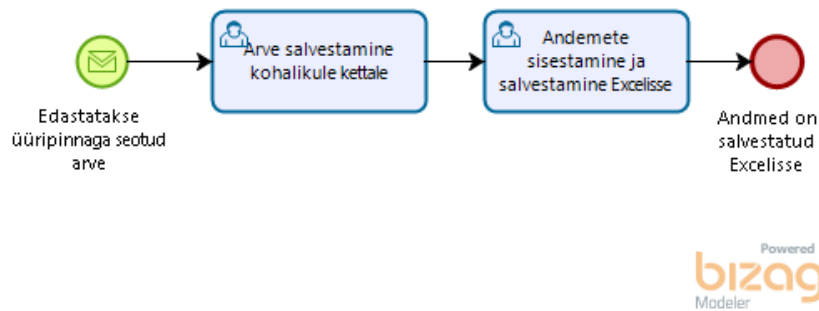 Edastatakse
üüripinnaga seotud
arve
Arve salvestamine
kohalikule kettale
Andemete
sisestamine ja
salvestamine Excelisse
Andmed on
salvestatud
Excelisse
Powered
bizag
Modeler